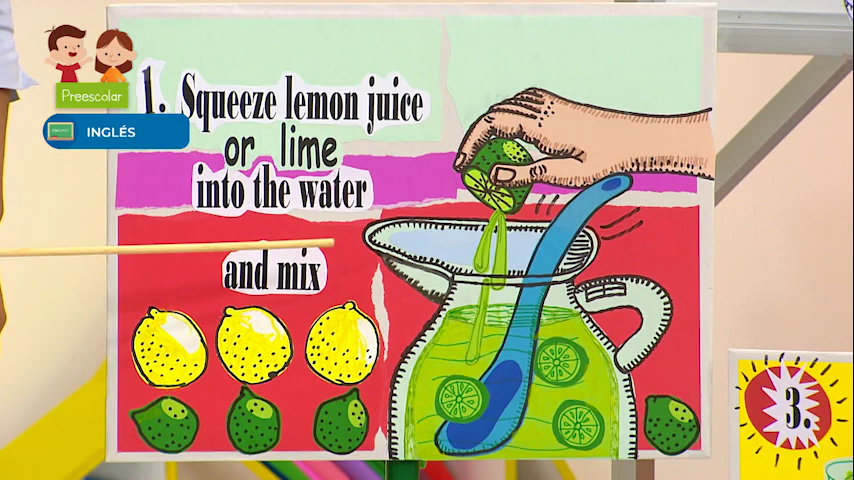 Preescolar
INGLÉS
1. Squeeze lemon juice
or lime
into the water
and mix
3.